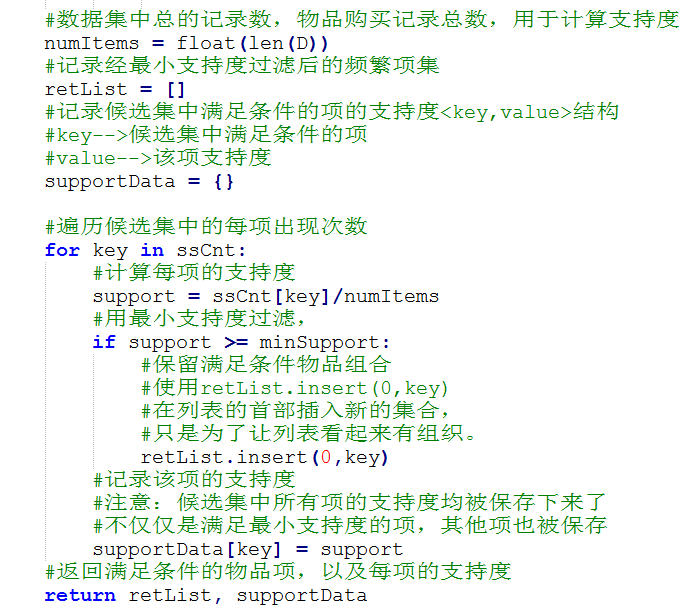 #数据集中总的记录数，物品购买记录总数，用于计算支持度
numItems = float(len(D))
#记录经最小支持度过滤后的频繁项集
retList = []
#记录候选集中满足条件的项的支持度<key,value>结构
#key-->候选集中满足条件的项
#value-->该项支持度
supportData = {}
#遍历候选集中的每项出现次数
for key in ssCnt:
#计算每项的支持度
support = ssCnt[key]/numItems
#用最小支持度过滤，
if support >= minSupport:
#保留满足条件物品组合
#使用retList.insert(0,key)
#在列表的首部插入新的集合，
#只是为了让列表看起来有组织。
retList.insert(0,key)
#记录该项的支持度
#注意：候选集中所有项的支持度均被保存下来了
#不仅仅是满足最小支持度的项，其他项也被保存
supportData[key] = support
#返回满足条件的物品项，以及每项的支持度
return retList, supportData